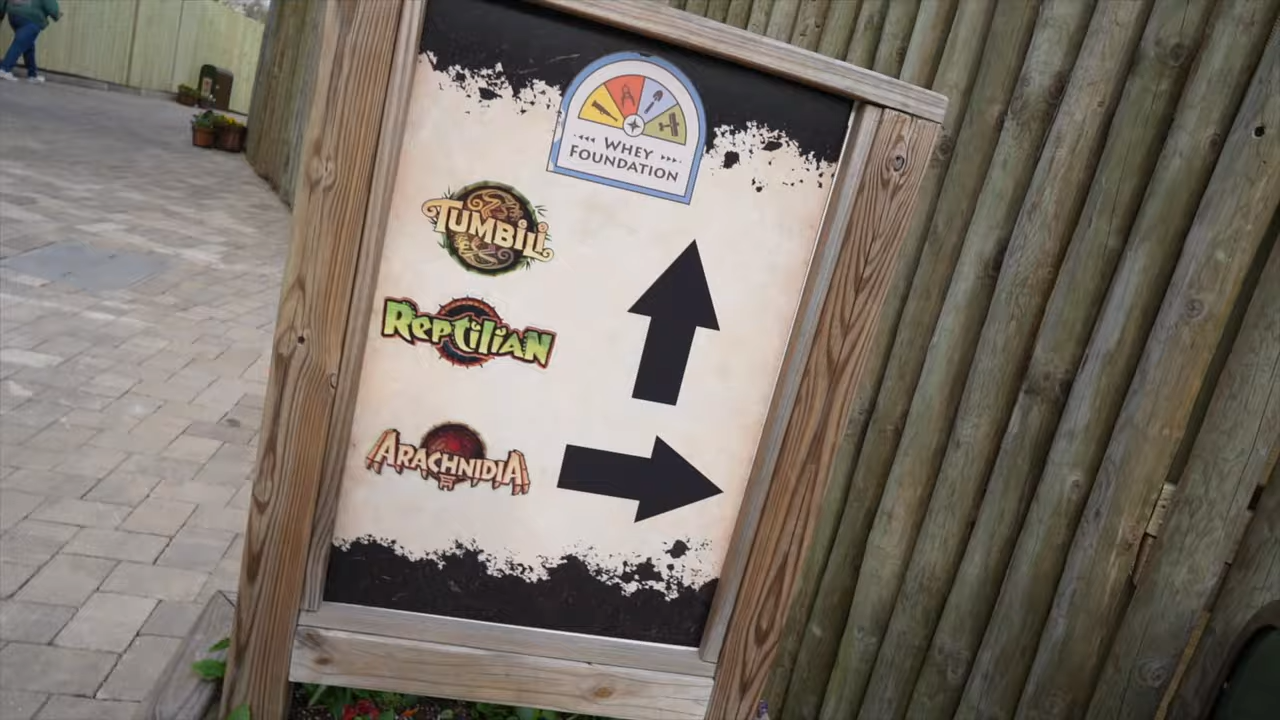 WHEY
FOUNDATION
TUMBILI
REPTILIAN
ARACHNIDIA